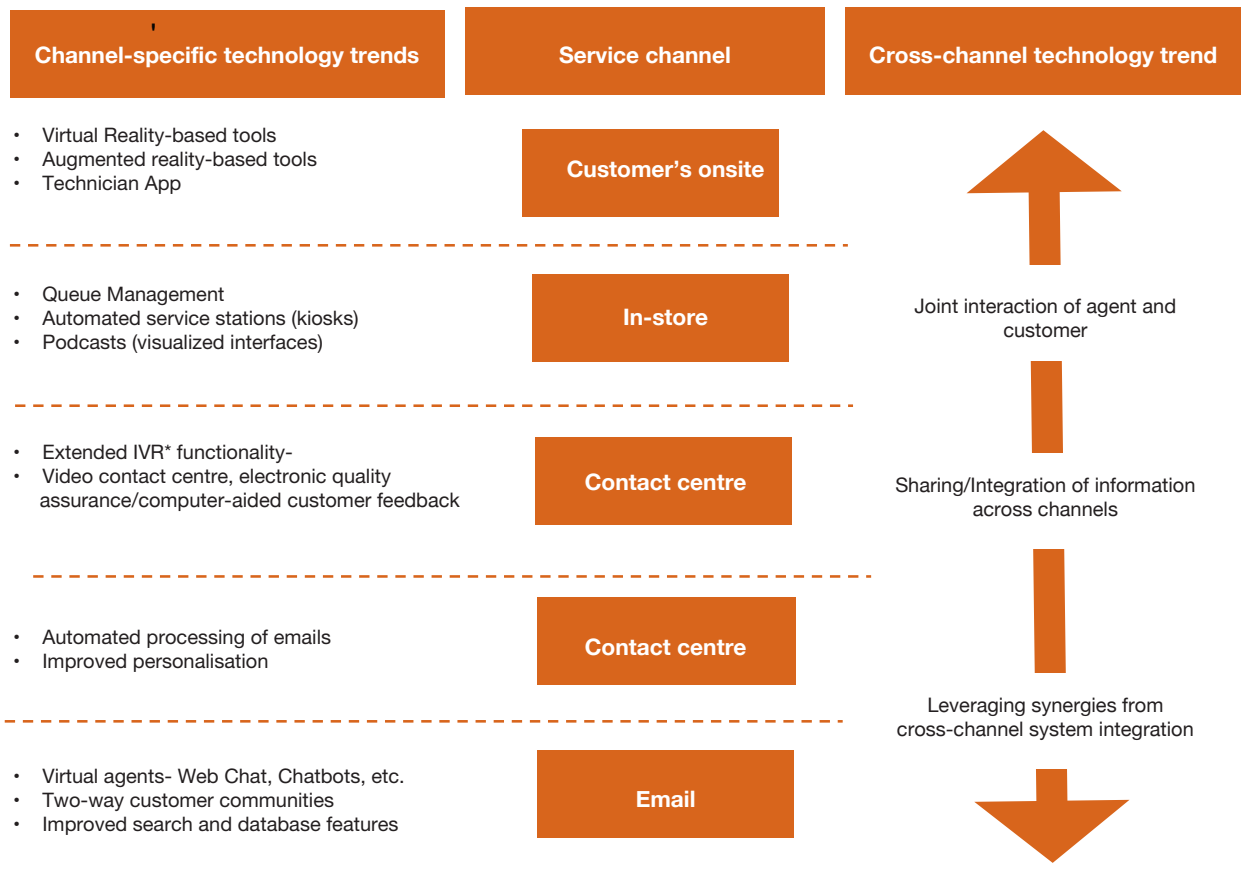 Channel-specific technology trends
Service channel
Cross-channel technology trend
• Virtual Reality-based tools
• Augmented reality-based tools
• Technician App
Customer's onsite
• Queue Management
• Automated service stations (kiosks)
• Podcasts (visualized interfaces)
In-store
Joint interaction of agent and
customer
• Extended IVR* functionality-
• Video contact centre, electronic quality
assurance/computer-aided customer feedback
Contact centre
Sharing/Integration of information
across channels
• Automated processing of emails
• Improved personalisation
Contact centre
Leveraging synergies from
cross-channel system integration
• Virtual agents- Web Chat, Chatbots, etc.
• Two-way customer communities
• Improved search and database features
Email